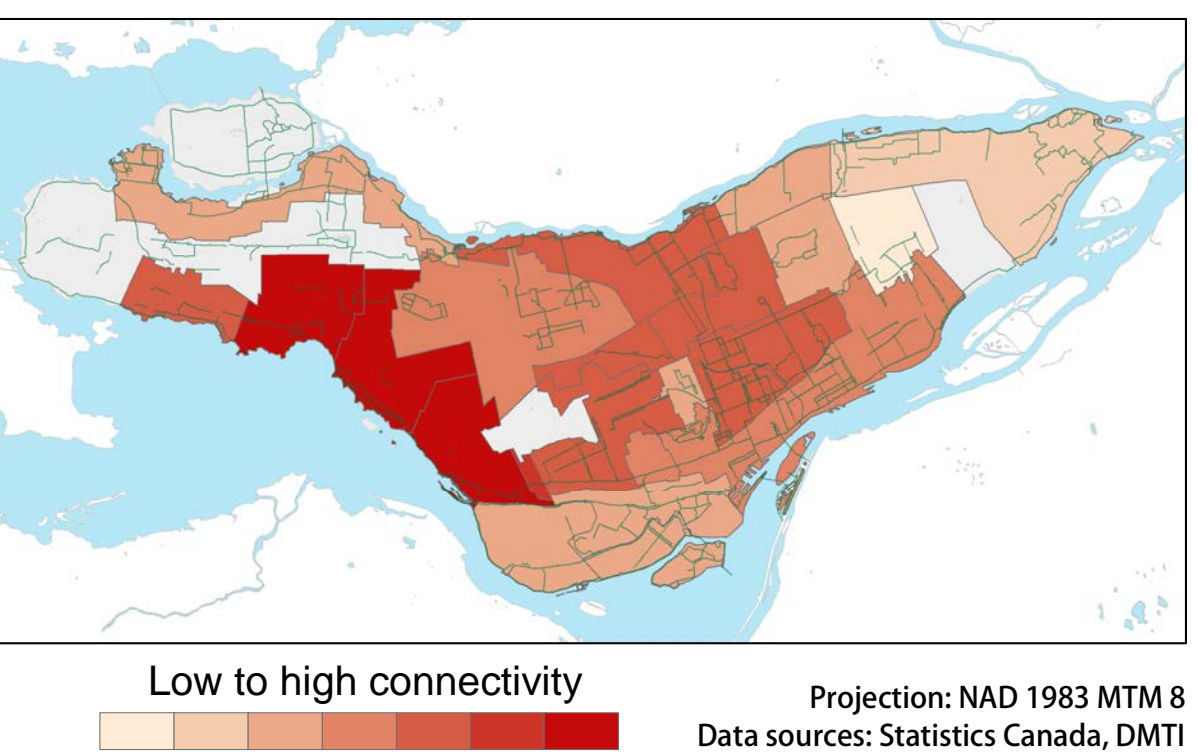 Low to high connectivity
Projection: NAD 1983 MTM 8
Data sources: Statistics Canada, DMTI